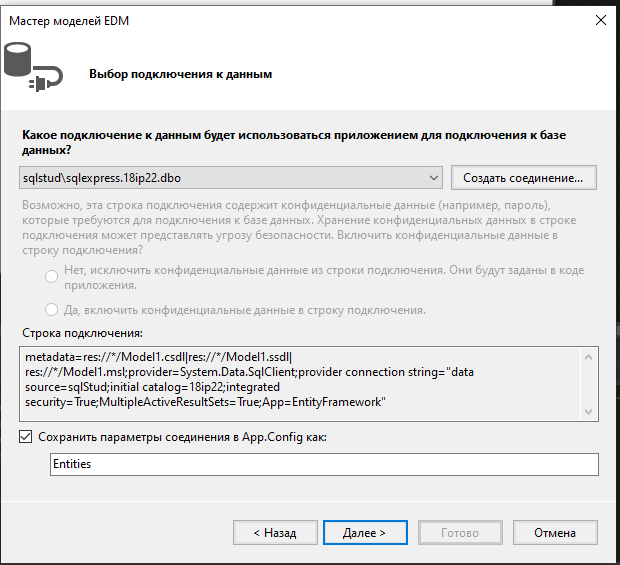 Мастер моделей EDM
Выбор подключения к данным
Какое подключение к данным будет использоваться приложением для подключения к базе
данных?
sqlstud\sqlexpress.18ip22.dbo
Создать соединение...
Возможно, эта строка подключения содержит конфиденциальные данные (например, пароль),
которые требуются для подключения к базе данных. Хранение конфиденциальных данных в строке
подключения может представлять угрозу безопасности. Включить конфиденциальные данные в
строку подключения?
Нет, исключить конфиденциальные данные из строки подключения. Они будут заданы в коде
приложения.
Да, включить конфиденциальные данные в строку подключения.
Строка подключения:
metadata=res://*/Model1.csdl|res://*/Model1.ssdl|
res://*/Model1.msl;provider=System.Data.SqlClient;provider connection string="data
source=sqlStud;initial catalog=18ip22;integrated
security=True;MultipleActiveResultSets=True;App=EntityFramework"
Сохранить параметры соединения в App.Config как:
Entities
< Назад
Далее >
Готово
Отмена